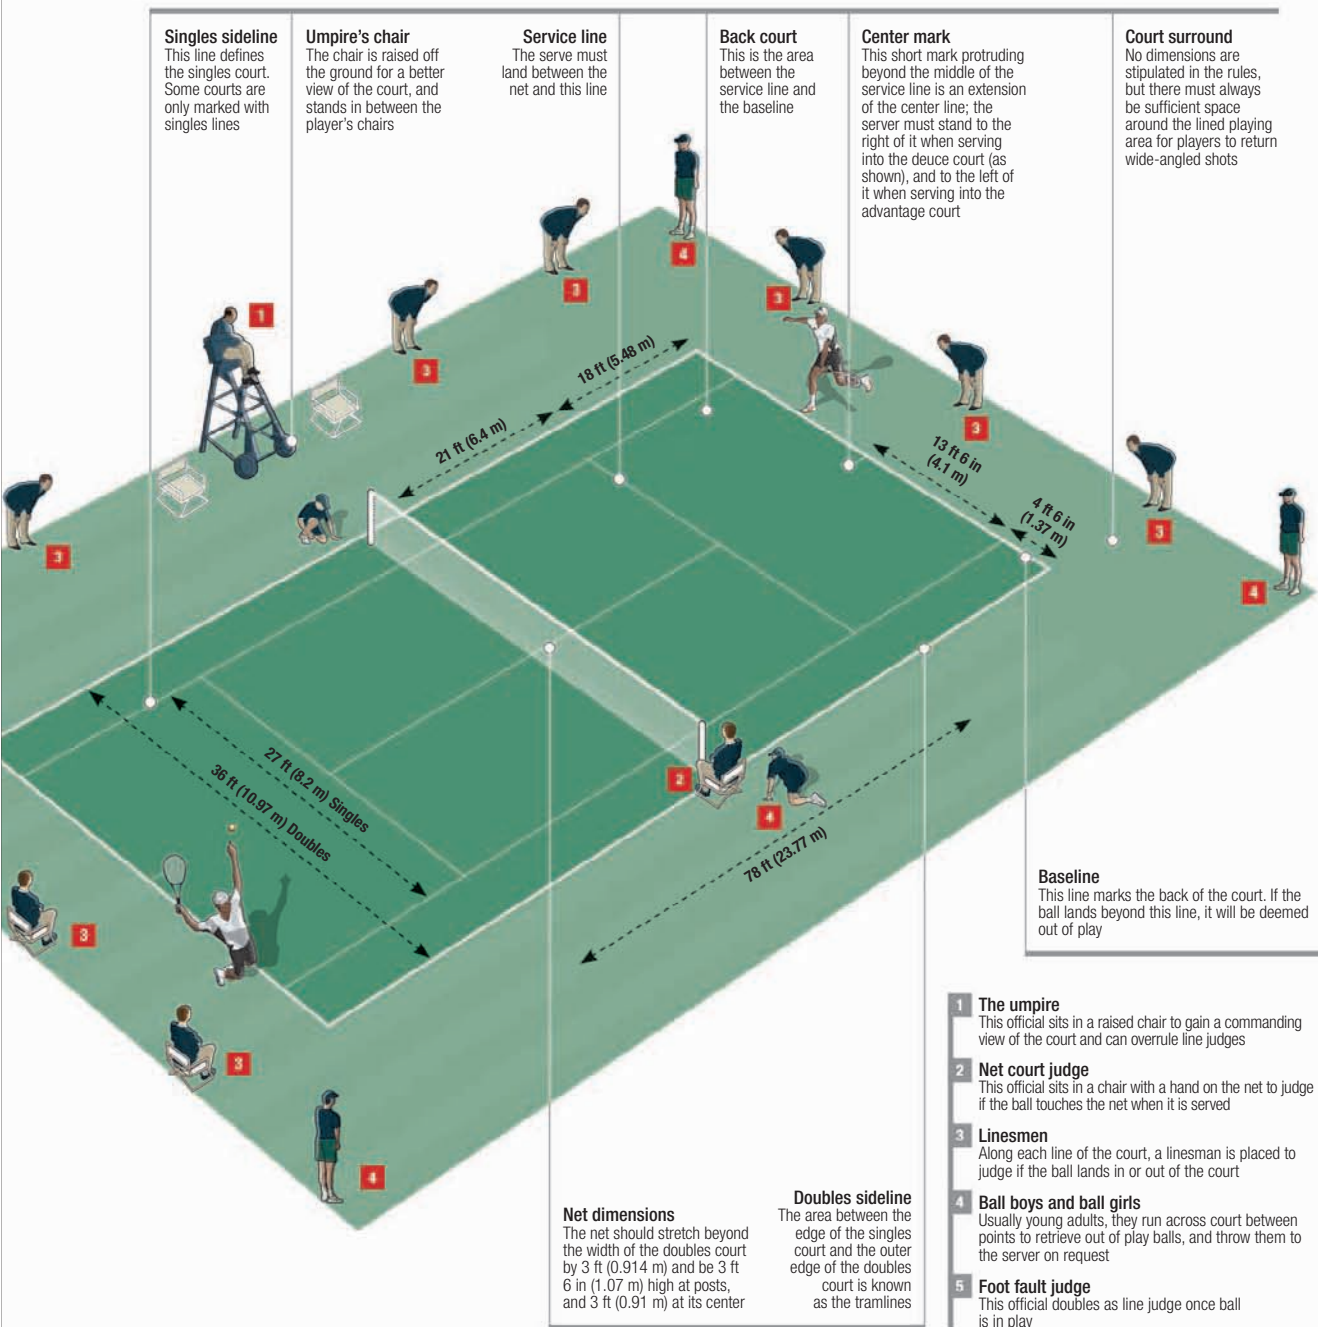 Singles sideline
This line defines
the singles court.
Some courts are
only marked with
singles lines
Umpire's chair
The chair is raised off
the ground for a better
view of the court, and
stands in between the
player's chairs
Service line
The serve must
land between the
net and this line
Back court
This is the area
between the
service line and
the baseline
Center mark
This short mark protruding
beyond the middle of the
service line is an extension
of the center line; the
server must stand to the
right of it when serving
into the deuce court (as
shown), and to the left of
it when serving into the
advantage court
Court surround
No dimensions are
stipulated in the rules,
but there must always
be sufficient space
around the lined playing
area for players to return
wide-angled shots
4
3
3
1
3
18 ft (5.48 m)
21 ft (6.4 m)
3
13 ft 6 in
(4.1 m)
4 ft 6 in
(1.37 m)
3
3
4
27 ft (8.2 m) Singles
36 ft (10.97 m) Doubles
2
4
78 ft (23.77 m)
3
3
4
Baseline
This line marks the back of the court. If the
ball lands beyond this line, it will be deemed
out of play
Net dimensions
The net should stretch beyond
the width of the doubles court
by 3 ft (0.914 m) and be 3 ft
6 in (1.07 m) high at posts,
and 3 ft (0.91 m) at its center
Doubles sideline
The area between the
edge of the singles
court and the outer
edge of the doubles
court is known
as the tramlines
1 The umpire
This official sits in a raised chair to gain a commanding
view of the court and can overrule line judges
2 Net court judge
This official sits in a chair with a hand on the net to judge
if the ball touches the net when it is served
3 Linesmen
Along each line of the court, a linesman is placed to
judge if the ball lands in or out of the court
4 Ball boys and ball girls
Usually young adults, they run across court between
points to retrieve out of play balls, and throw them to
the server on request
5 Foot fault judge
This official doubles as line judge once ball
is in play